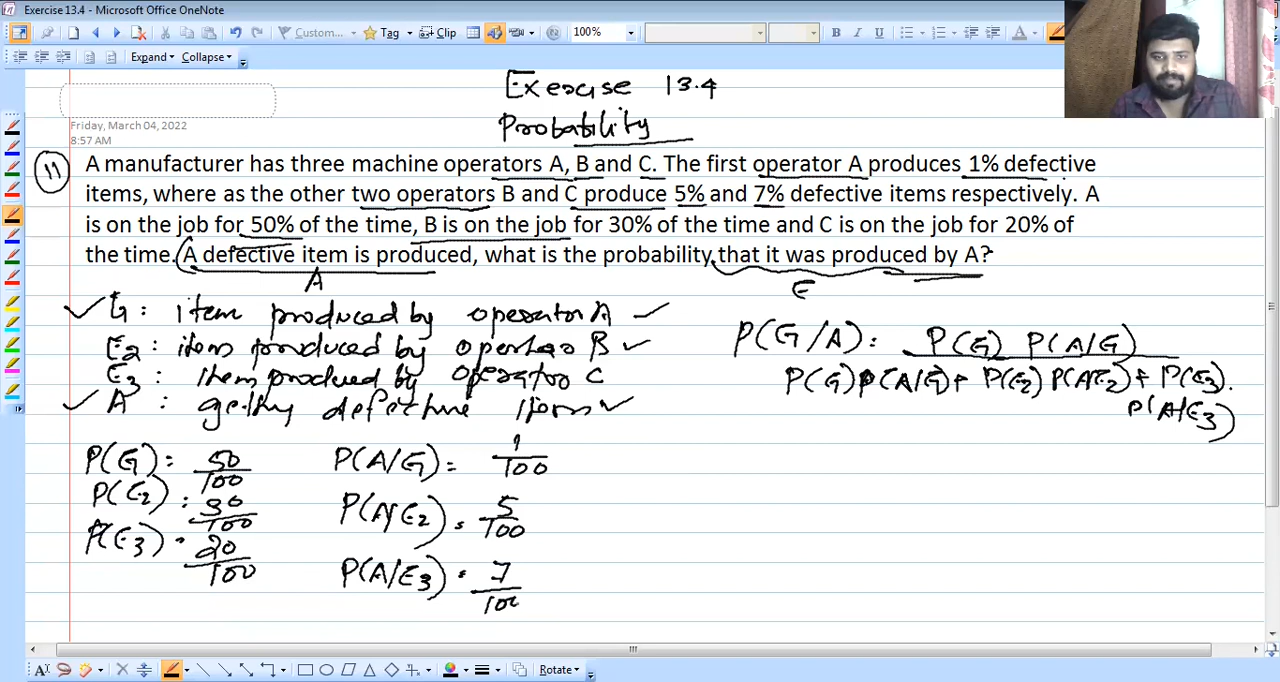 Exercise 13.4 - Microsoft Office OneNote
Custom... Tag Clip 100% B I U A
Expand Collapse
Exercise 13.4
Probability
Friday, March 04, 2022
8:57 AM
11 A manufacturer has three machine operators A, B and C. The first operator A produces 1% defective
items, where as the other two operators B and C produce 5% and 7% defective items respectively. A
is on the job for 50% of the time, B is on the job for 30% of the time and C is on the job for 20% of
the time. A defective item is produced, what is the probability that it was produced by A?
A E
E1: item produced by operator A
E2: item produced by operator B
E3: item produced by operator C
A: getting defective items
P(E1/A): P(E1) P(A/E1)
P(E1) P(A/E1) + P(E2) P(A/E2) + P(E3).
P(A/E3)
P(E1): 50/100 P(A/E1) = 1/100
P(E2): 30/100 P(A/E2) = 5/100
P(E3) = 20/100 P(A/E3) = 7/100
Rotate